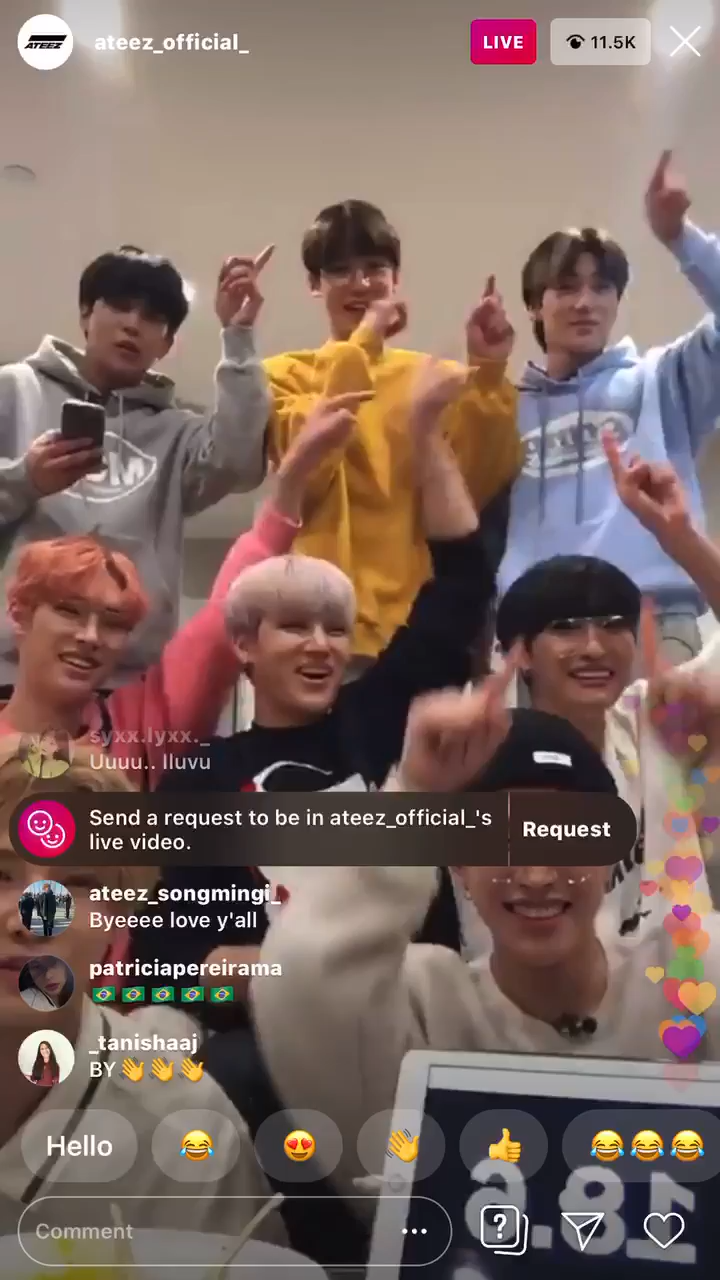 ATEEZ
ateez_official_
LIVE
11.5K
syxx.lyxx._
Uuuu.. Iluvu
Send a request to be in ateez_official_'s
live video.
Request
ateez_songmingi_
Byeeee love y'all
patriciapereirama
🇧🇷 🇧🇷 🇧🇷 🇧🇷 🇧🇷
_tanishaaj
BY👋👋👋
Hello
😂
😍
👋
👍
😂 😂 😂
Comment